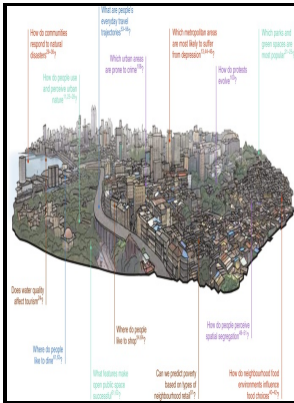 What are people's
everyday travel
trajectories
How do communities
respond to natural
disasters
?
Which metropolitan areas
are most likely to suffer
from depression
?
Which parks and
green spaces are
most popular
?
Which urban areas
are prone to crime
?
How do protests
evolve
?
How do people use
and perceive urban
nature
?
Does water quality
affect tourism
?
Where do people
like to shop
?
How do people perceive
spatial segregation
?
Where do people
like to dine
?
What features make
open public space
successful
?
Can we predict poverty
based on types of
neighbourhood retail
?
How do neighbourhood food
environments influence
food choices
?